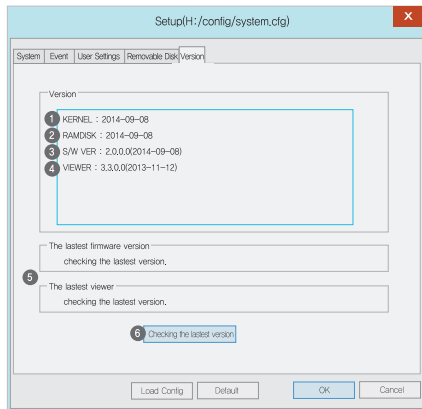 Setup(H:/config/system.cfg)
X
System Event User Settings Removable Disk Version
Version
1 KERNEL : 2014-09-08
2 RAMDISK : 2014-09-08
3 S/W VER : 2.0.0.0(2014-09-08)
4 VIEWER : 3.3.0.0(2013-11-12)
The lastest firmware version
checking the lastest version.
5
The lastest viewer
checking the lastest version.
6 Checking the lastest version
Load Contig Default OK Cancel